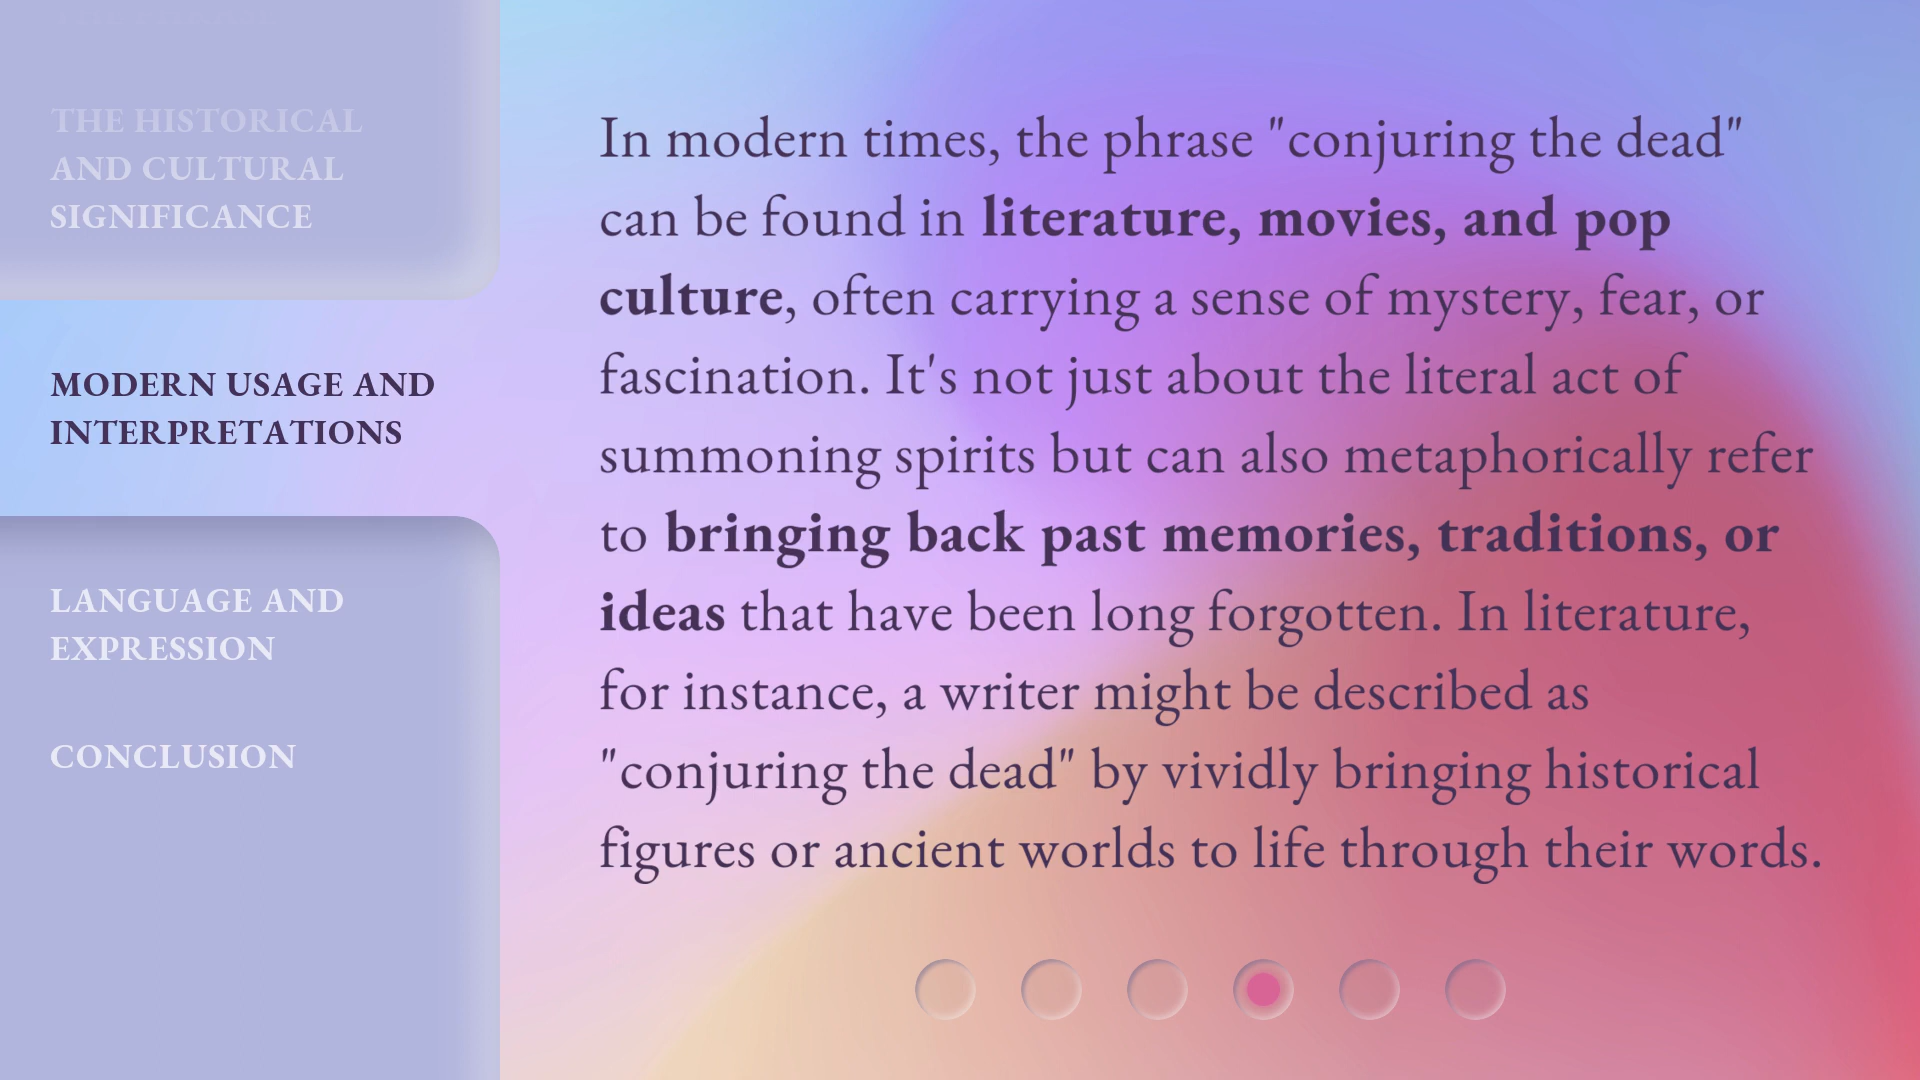 THE HISTORICAL
AND CULTURAL
SIGNIFICANCE
MODERN USAGE AND
INTERPRETATIONS
LANGUAGE AND
EXPRESSION
CONCLUSION
In modern times, the phrase "conjuring the dead"
can be found in literature, movies, and pop
culture, often carrying a sense of mystery, fear, or
fascination. It's not just about the literal act of
summoning spirits but can also metaphorically refer
to bringing back past memories, traditions, or
ideas that have been long forgotten. In literature,
for instance, a writer might be described as
"conjuring the dead" by vividly bringing historical
figures or ancient worlds to life through their words.